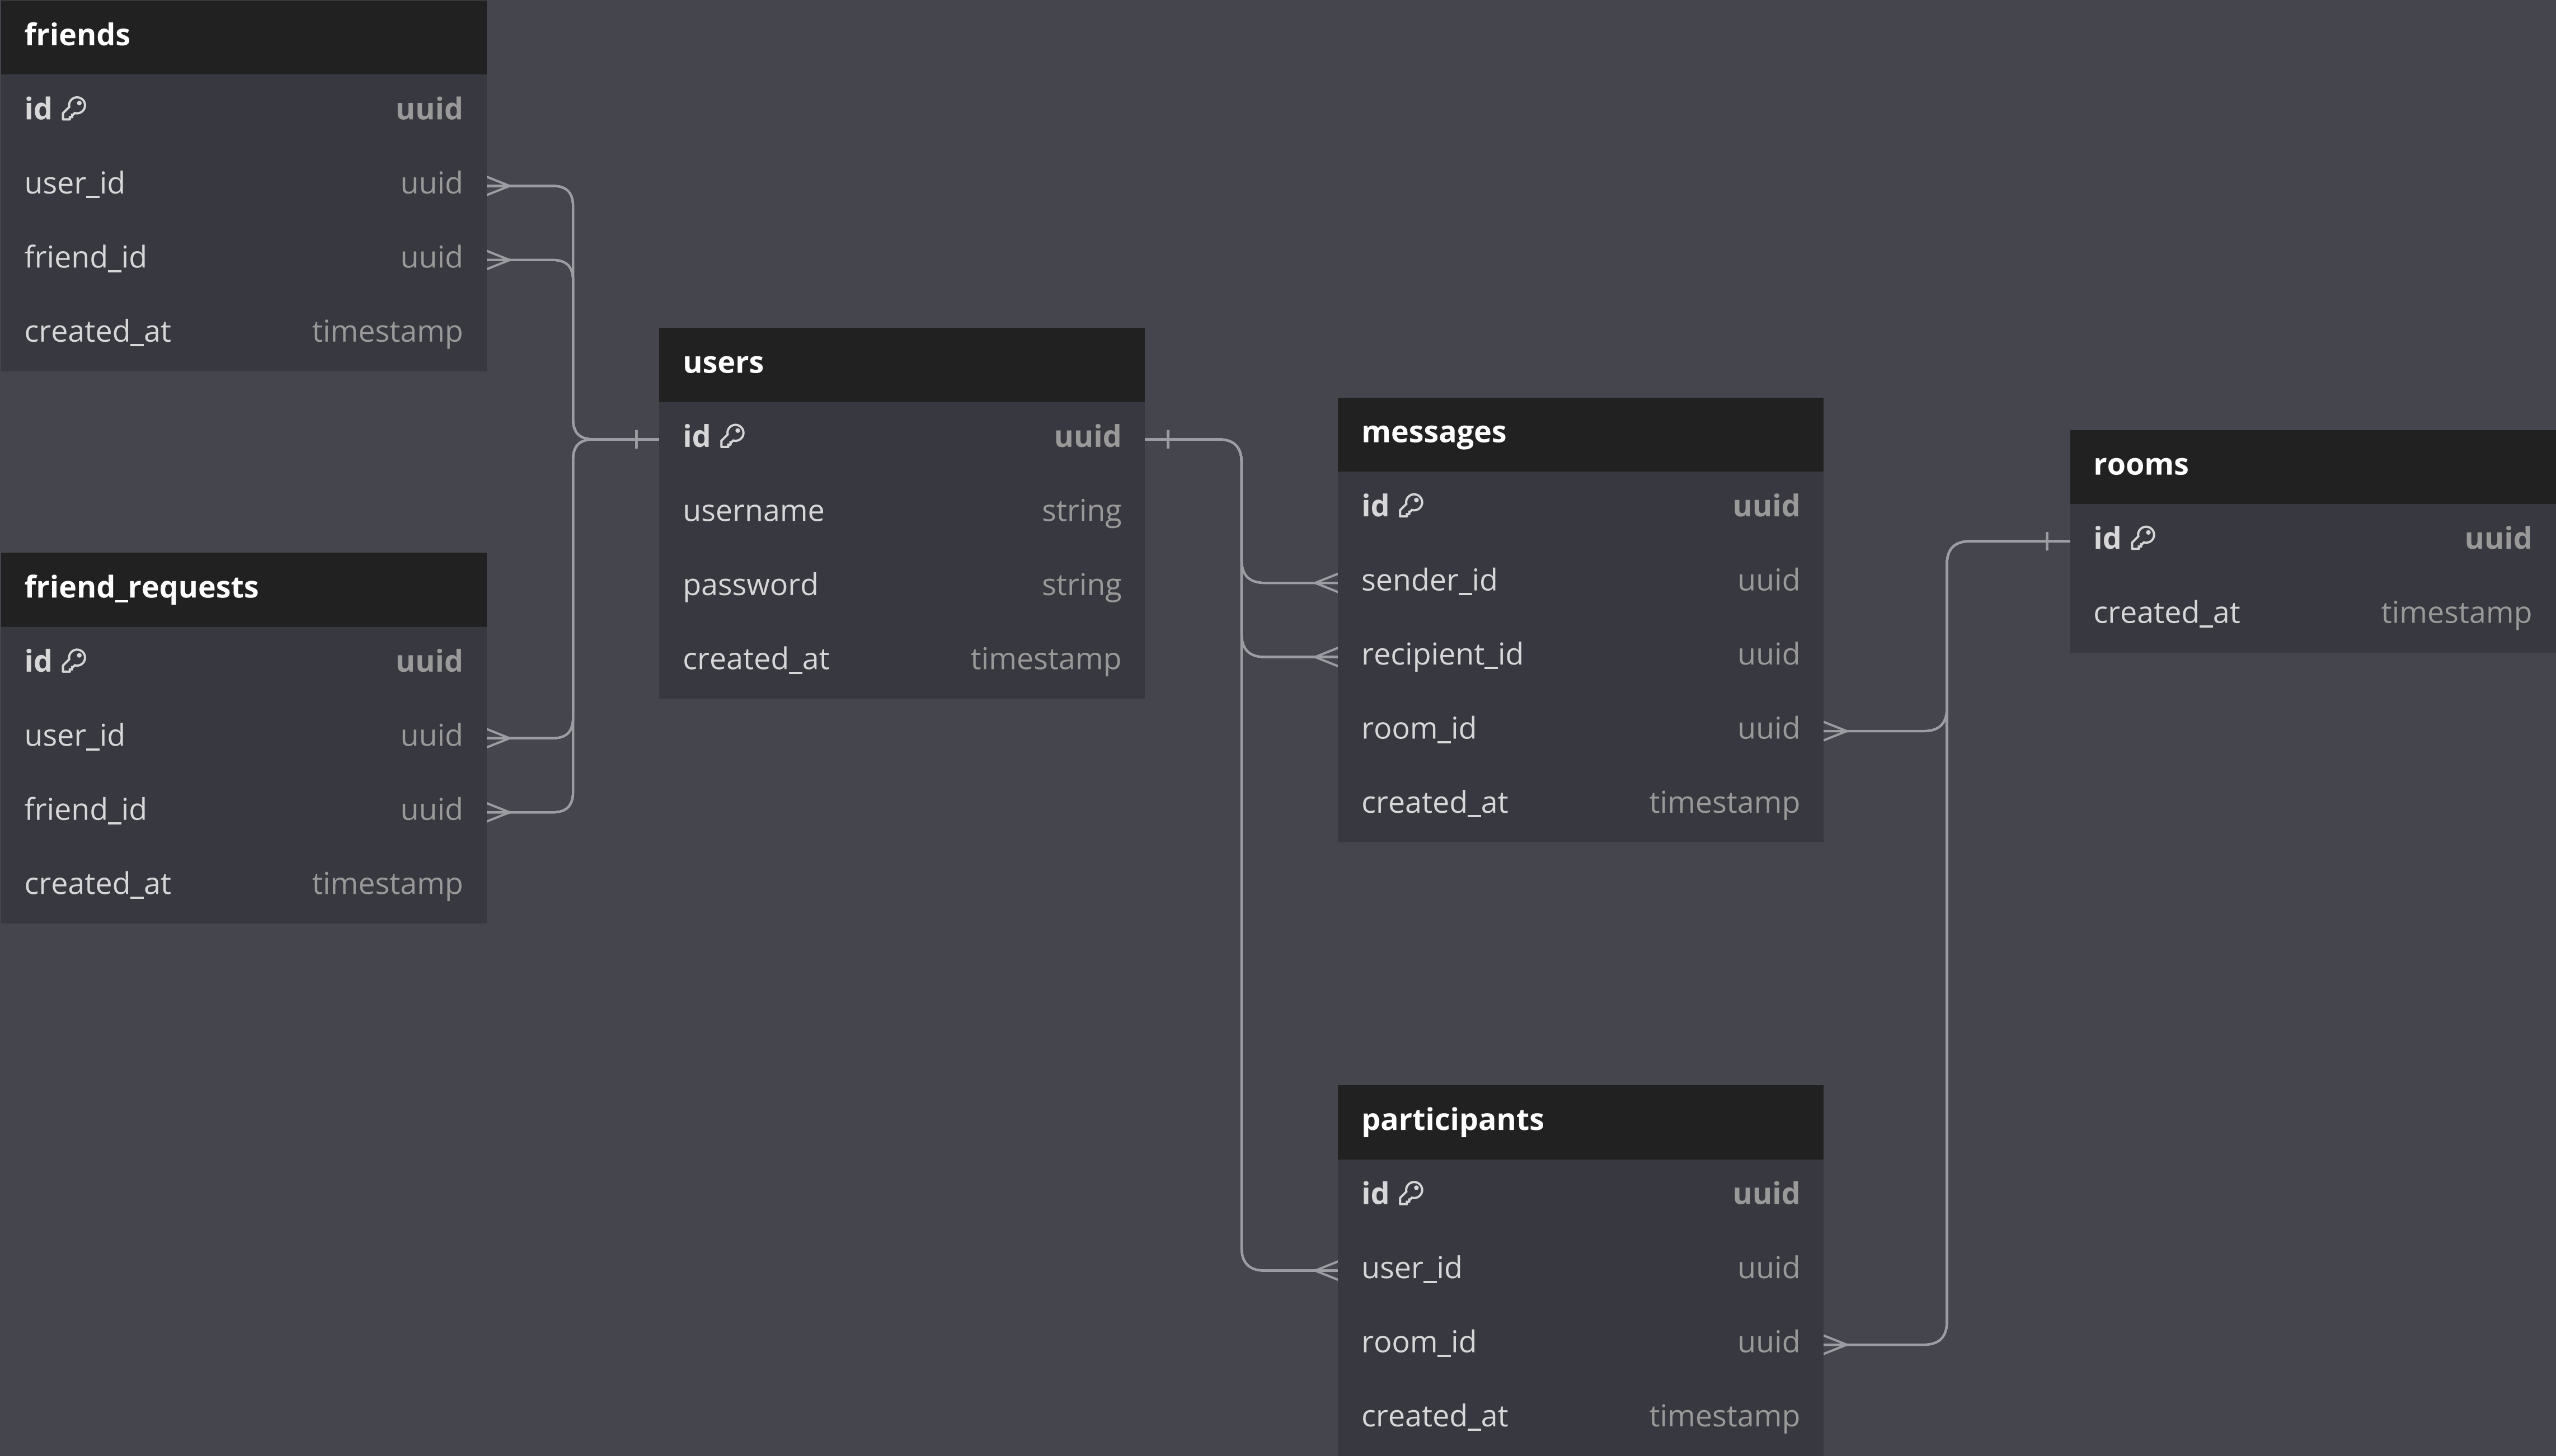 friends
id uuid
user_id uuid
friend_id uuid
created_at timestamp
friend_requests
id uuid
user_id uuid
friend_id uuid
created_at timestamp
users
id uuid
username string
password string
created_at timestamp
messages
id uuid
sender_id uuid
recipient_id uuid
room_id uuid
created_at timestamp
participants
id uuid
user_id uuid
room_id uuid
created_at timestamp
rooms
id uuid
created_at timestamp